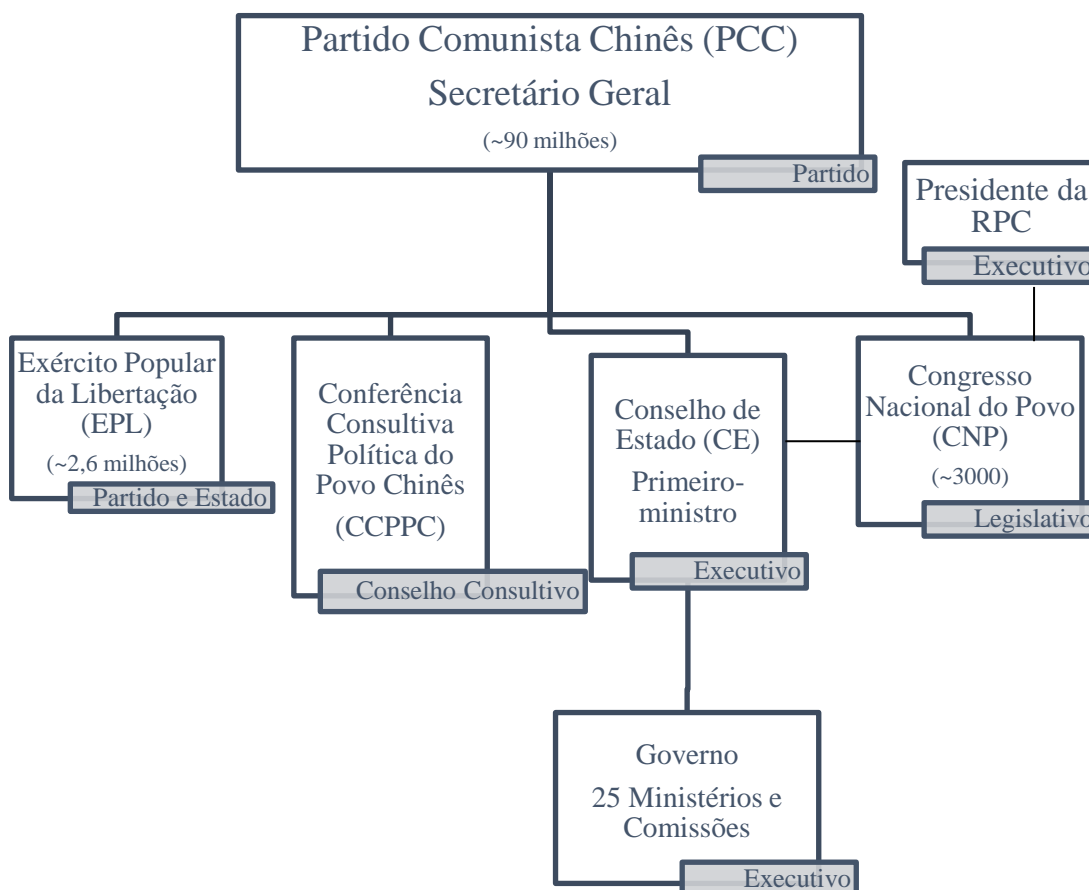 Partido Comunista Chinês (PCC)
Secretário Geral
(~90 milhões)
Partido
Presidente da
RPC
Executivo
Exército Popular
da Libertação
(EPL)
(~2,6 milhões)
Partido e Estado
Conferência
Consultiva
Política do
Povo Chinês
(CCPPC)
Conselho Consultivo
Conselho de
Estado (CE)
Primeiro-
ministro
Executivo
Congresso
Nacional do Povo
(CNP)
(~3000)
Legislativo
Governo
25 Ministérios e
Comissões
Executivo